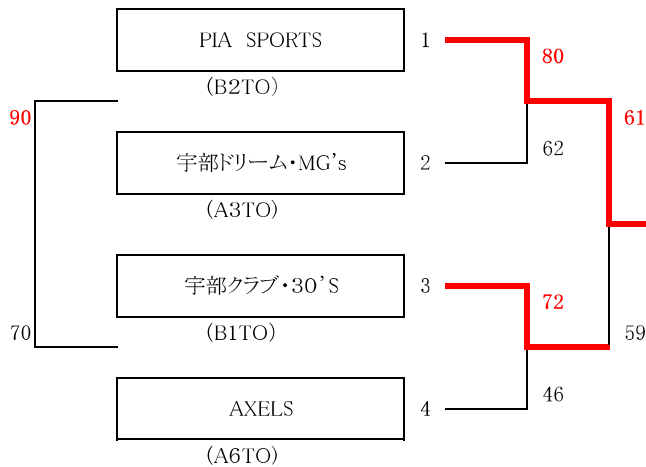 PIA　SPORTS 1
80
(B2TO)
90 61
62
宇部ドリーム・MG's 2
(A3TO)
宇部クラブ・30'S 3
72
70 (B1TO) 59
46
AXELS 4
(A6TO)